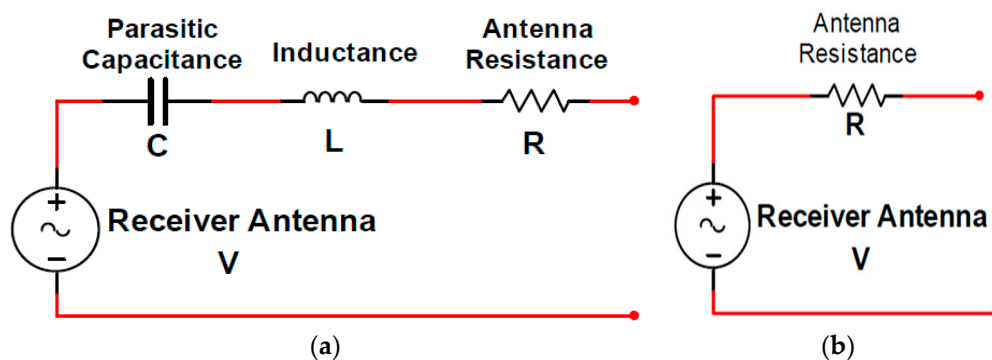 Parasitic
Capacitance
Inductance
Antenna
Resistance
C
L
R
+
Receiver Antenna
V
−
(a)
Antenna
Resistance
R
+
Receiver Antenna
V
−
(b)